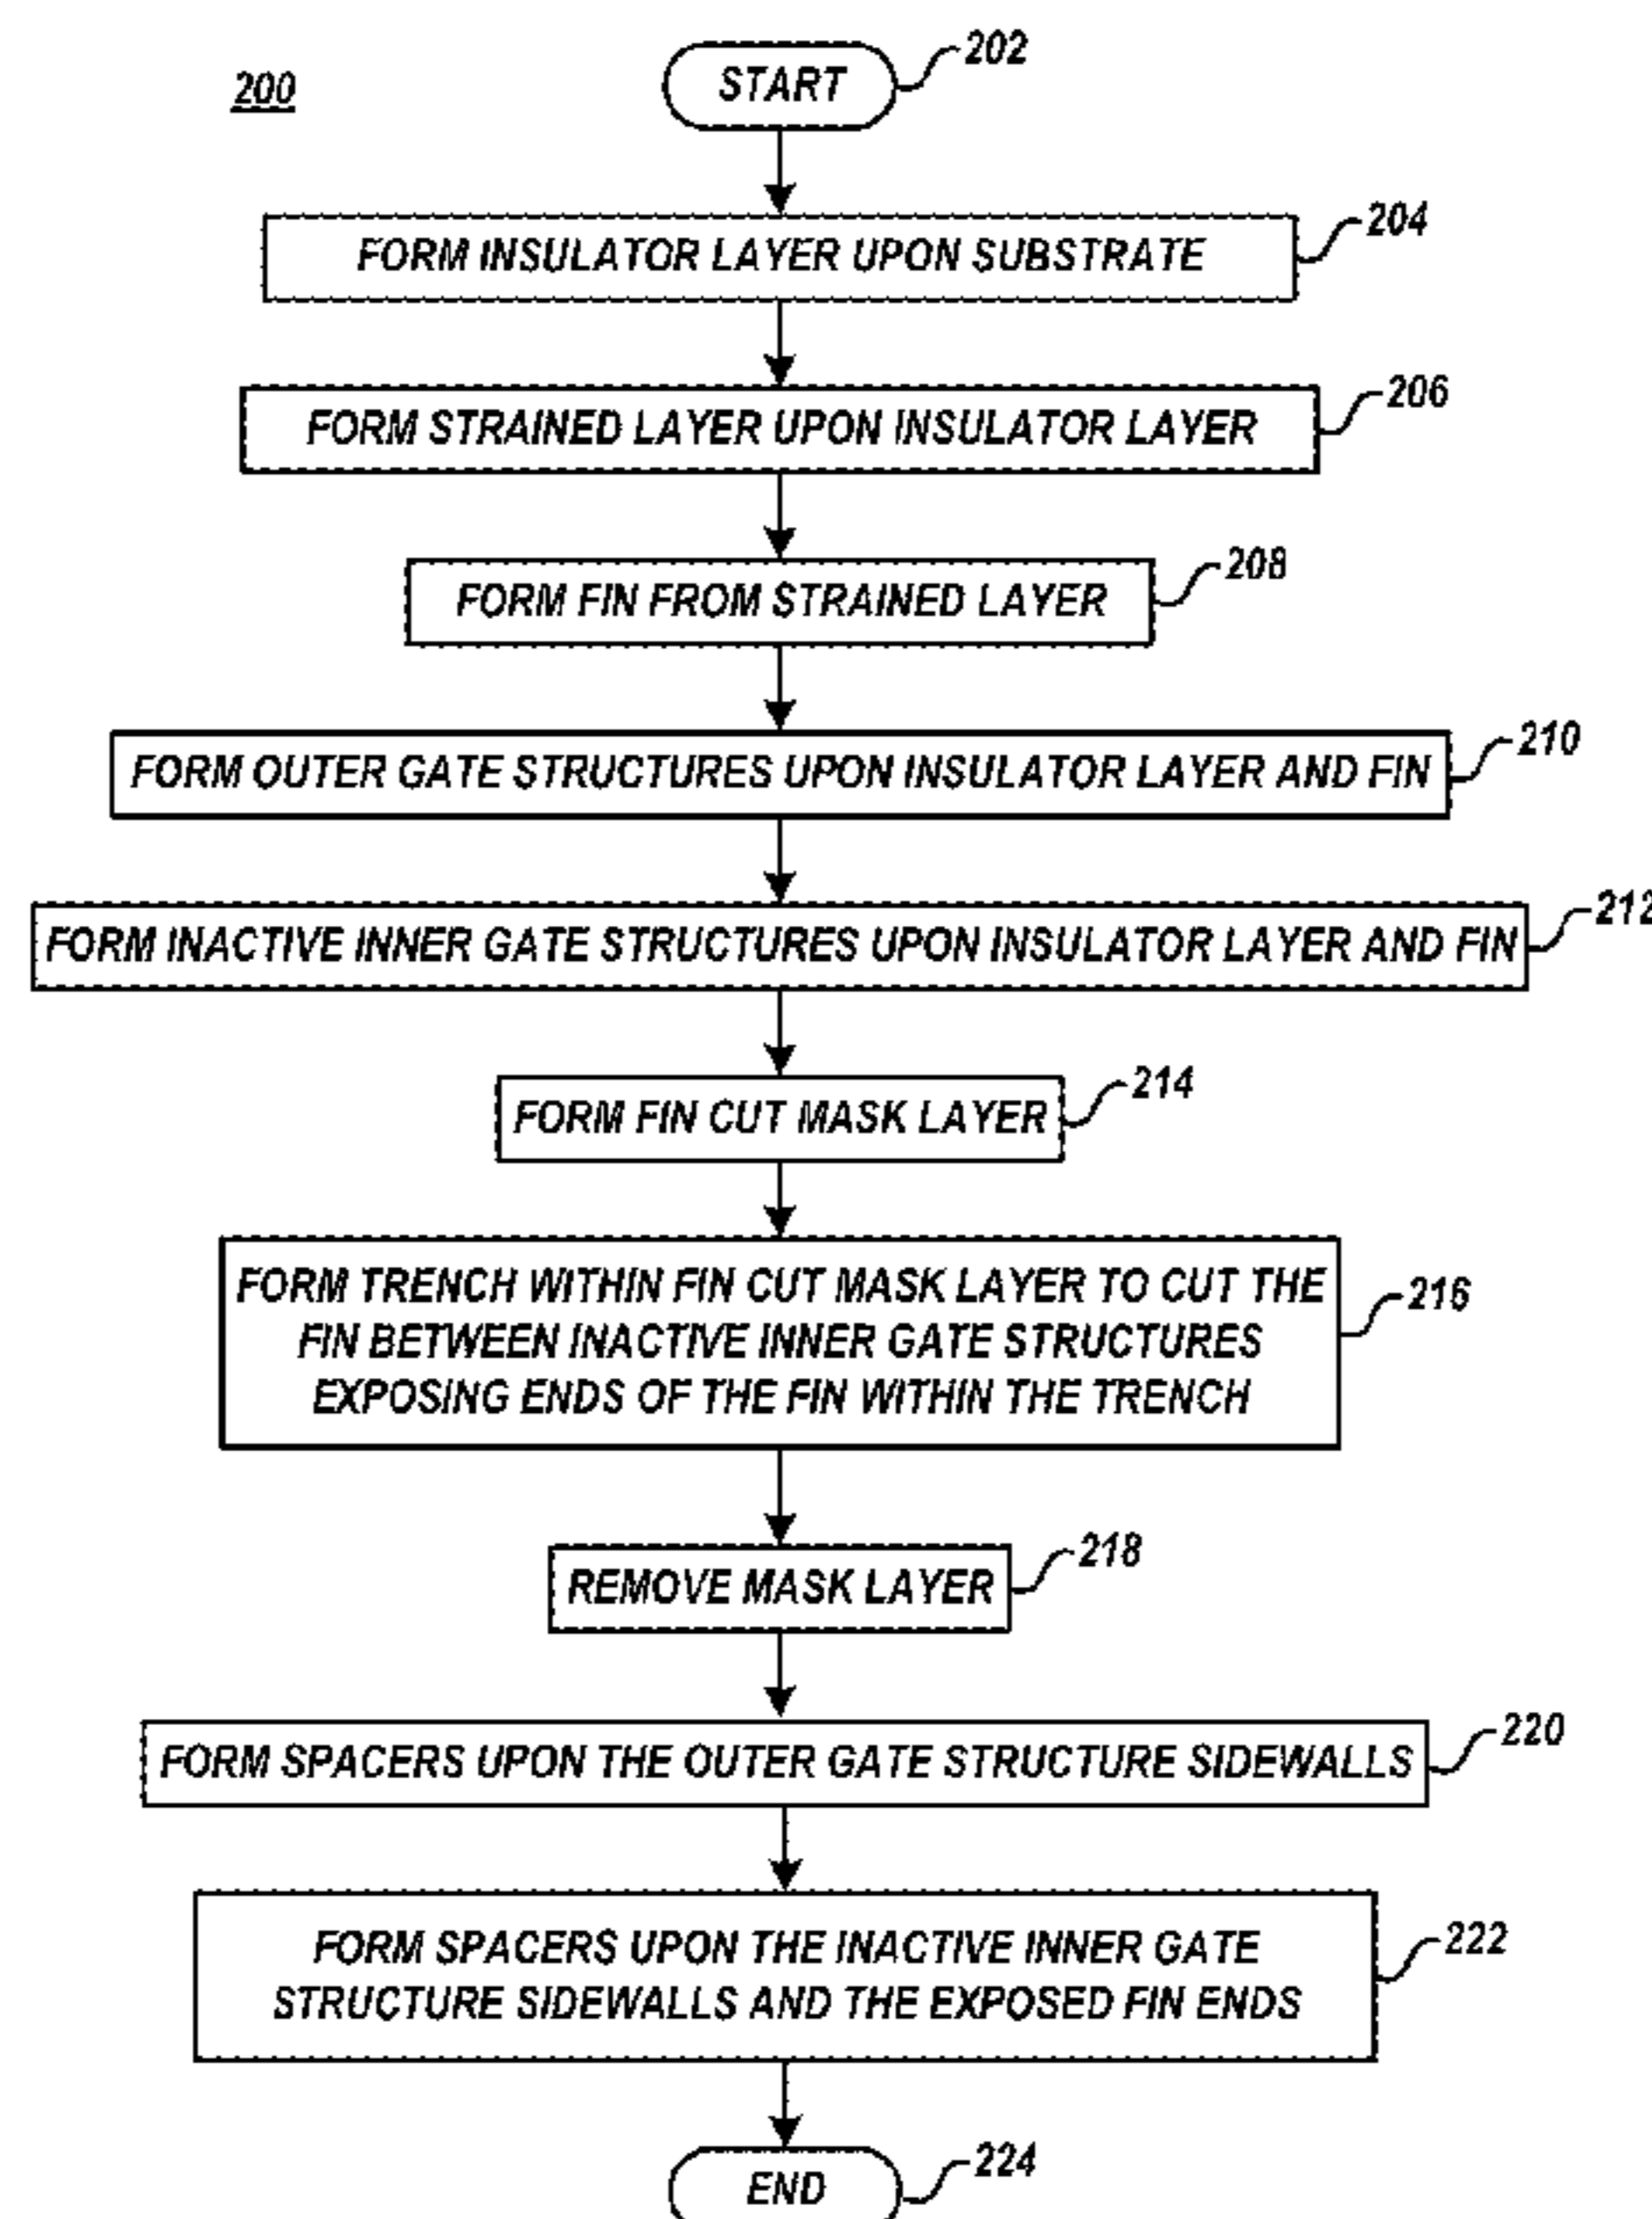 200
START
202
FORM INSULATOR LAYER UPON SUBSTRATE
204
FORM STRAINED LAYER UPON INSULATOR LAYER
206
FORM FIN FROM STRAINED LAYER
208
FORM OUTER GATE STRUCTURES UPON INSULATOR LAYER AND FIN
210
FORM INACTIVE INNER GATE STRUCTURES UPON INSULATOR LAYER AND FIN
212
FORM FIN CUT MASK LAYER
214
FORM TRENCH WITHIN FIN CUT MASK LAYER TO CUT THE
FIN BETWEEN INACTIVE INNER GATE STRUCTURES
EXPOSING ENDS OF THE FIN WITHIN THE TRENCH
216
REMOVE MASK LAYER
218
FORM SPACERS UPON THE OUTER GATE STRUCTURE SIDEWALLS
220
FORM SPACERS UPON THE INACTIVE INNER GATE
STRUCTURE SIDEWALLS AND THE EXPOSED FIN ENDS
222
END
224